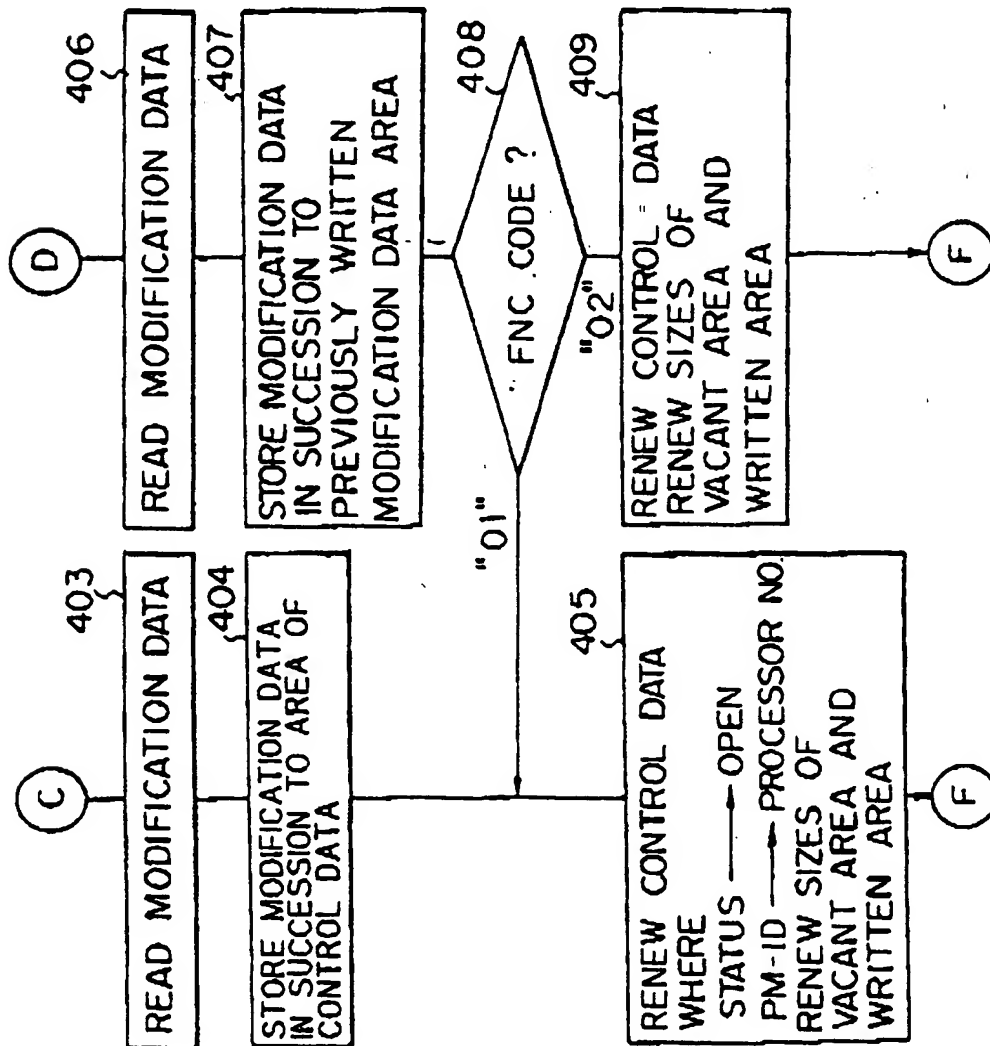 C
403
READ MODIFICATION DATA
404
STORE MODIFICATION DATA
IN SUCCESSION TO AREA OF
CONTROL DATA
405
RENEW CONTROL DATA
WHERE
STATUS → OPEN
PM-ID → PROCESSOR NO.
RENEW SIZES OF
VACANT AREA AND
WRITTEN AREA
F
D
406
READ MODIFICATION DATA
407
STORE MODIFICATION DATA
IN SUCCESSION TO
PREVIOUSLY WRITTEN
MODIFICATION DATA AREA
408
FNC. CODE ?
"01"
"02"
409
RENEW CONTROL DATA
RENEW SIZES OF
VACANT AREA AND
WRITTEN AREA
F